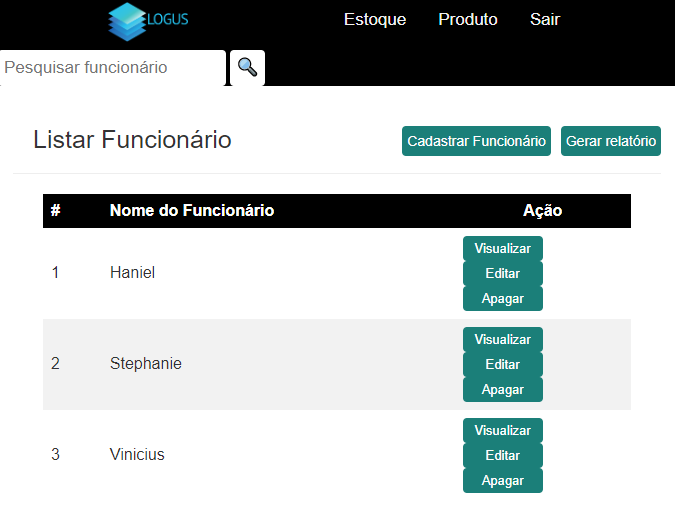 LOGUS
Estoque Produto Sair
Pesquisar funcionário
Listar Funcionário
Cadastrar Funcionário Gerar relatório
# Nome do Funcionário Ação
1 Haniel
Visualizar
Editar
Apagar
2 Stephanie
Visualizar
Editar
Apagar
3 Vinicius
Visualizar
Editar
Apagar